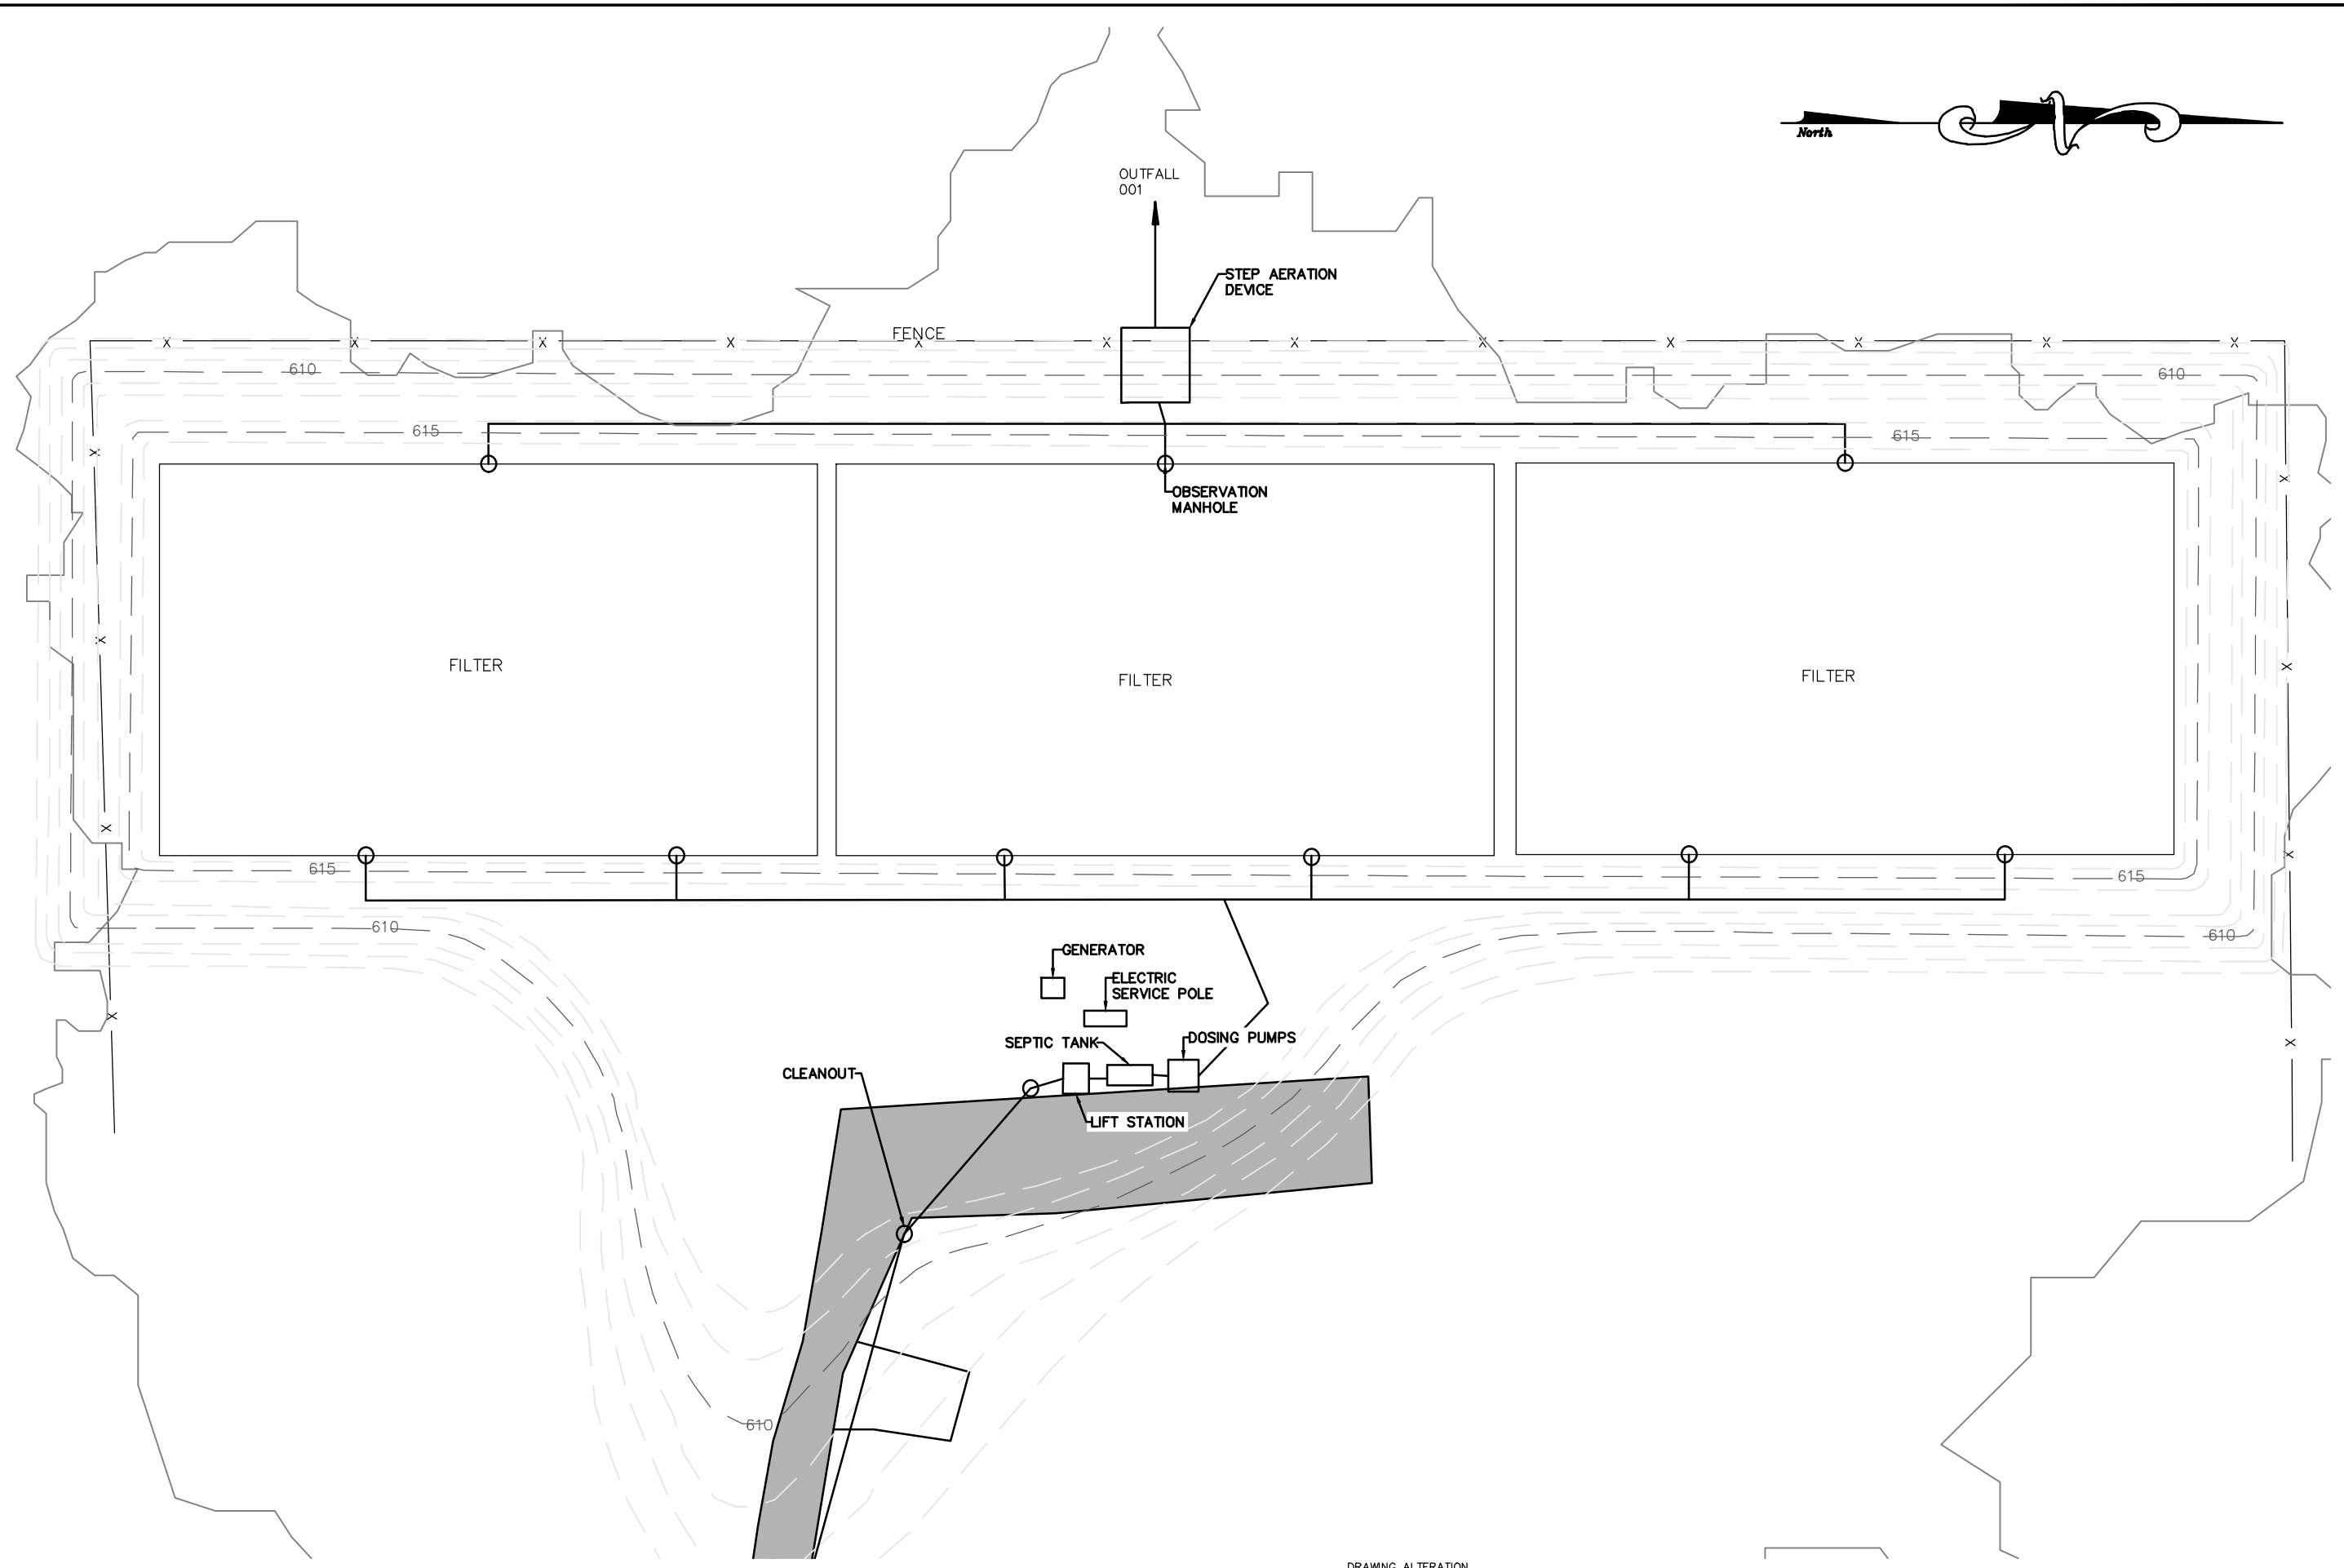 North
OUTFALL
001
STEP AERATION
DEVICE
FENCE
X X X X X X X X X X X X
610
610
615
615
X
X
OBSERVATION
MANHOLE
X
X
FILTER
FILTER
FILTER
X
X
615
615
610
610
GENERATOR
ELECTRIC
SERVICE POLE
X
X
SEPTIC TANK
DOSING PUMPS
CLEANOUT
LIFT STATION
610
DRAWING ALTERATION